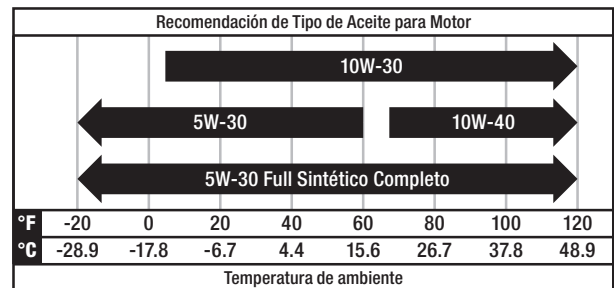 Recomendación de Tipo de Aceite para Motor
10W-30
5W-30 10W-40
5W-30 Full Sintético Completo
°F -20 0 20 40 60 80 100 120
°C -28.9 -17.8 -6.7 4.4 15.6 26.7 37.8 48.9
Temperatura de ambiente